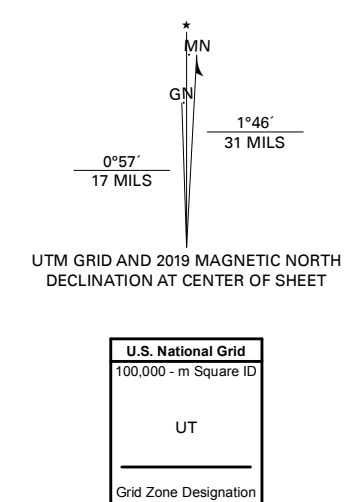 ★
MN
GN
1°46´
31 MILS
0°57´
17 MILS
UTM GRID AND 2019 MAGNETIC NORTH
DECLINATION AT CENTER OF SHEET
U.S. National Grid
100,000 - m Square ID
UT
Grid Zone Designation